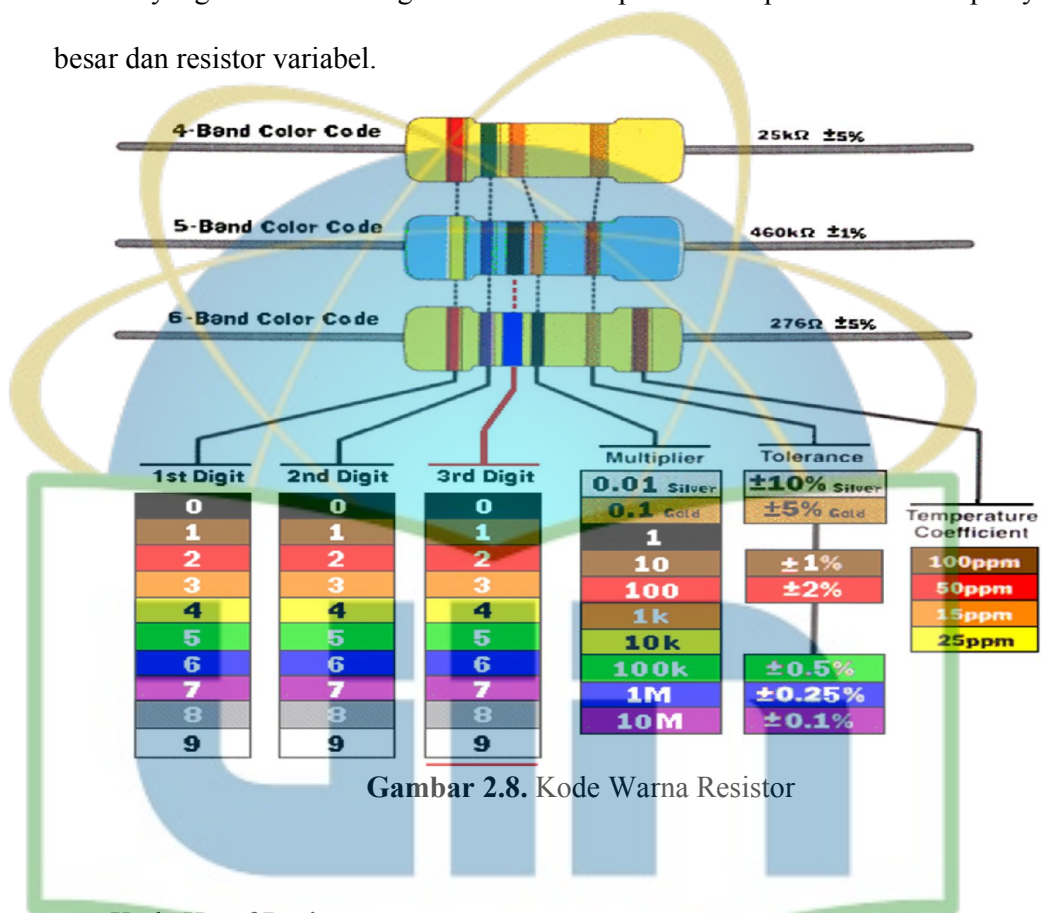 besar dan resistor variabel.
4-Band Color Code
25kΩ ±5%
5-Band Color Code
460kΩ ±1%
6-Band Color Code
276Ω ±5%
1st Digit
0
1
2
3
4
5
6
7
8
9
2nd Digit
0
1
2
3
4
5
6
7
8
9
3rd Digit
0
1
2
3
4
5
6
7
8
9
Multiplier
0.01 Silver
0.1 Gold
1
10
100
1k
10k
100k
1M
10M
Tolerance
±10% Silver
±5% Gold
±1%
±2%
±0.5%
±0.25%
±0.1%
Temperature
Coefficient
100ppm
50ppm
15ppm
25ppm
Gambar 2.8. Kode Warna Resistor